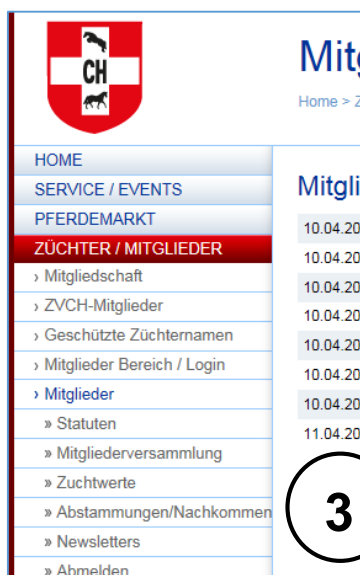 CH
Mitg
Home > Z
HOME
SERVICE / EVENTS
PFERDEMARKT
ZÜCHTER / MITGLIEDER
› Mitgliedschaft
› ZVCH-Mitglieder
› Geschützte Züchternamen
› Mitglieder Bereich / Login
› Mitglieder
» Statuten
» Mitgliederversammlung
» Zuchtwerte
» Abstammungen/Nachkommen
» Newsletters
» Abmelden
Mitgli
10.04.20
10.04.20
10.04.20
10.04.20
10.04.20
10.04.20
10.04.20
11.04.20
3